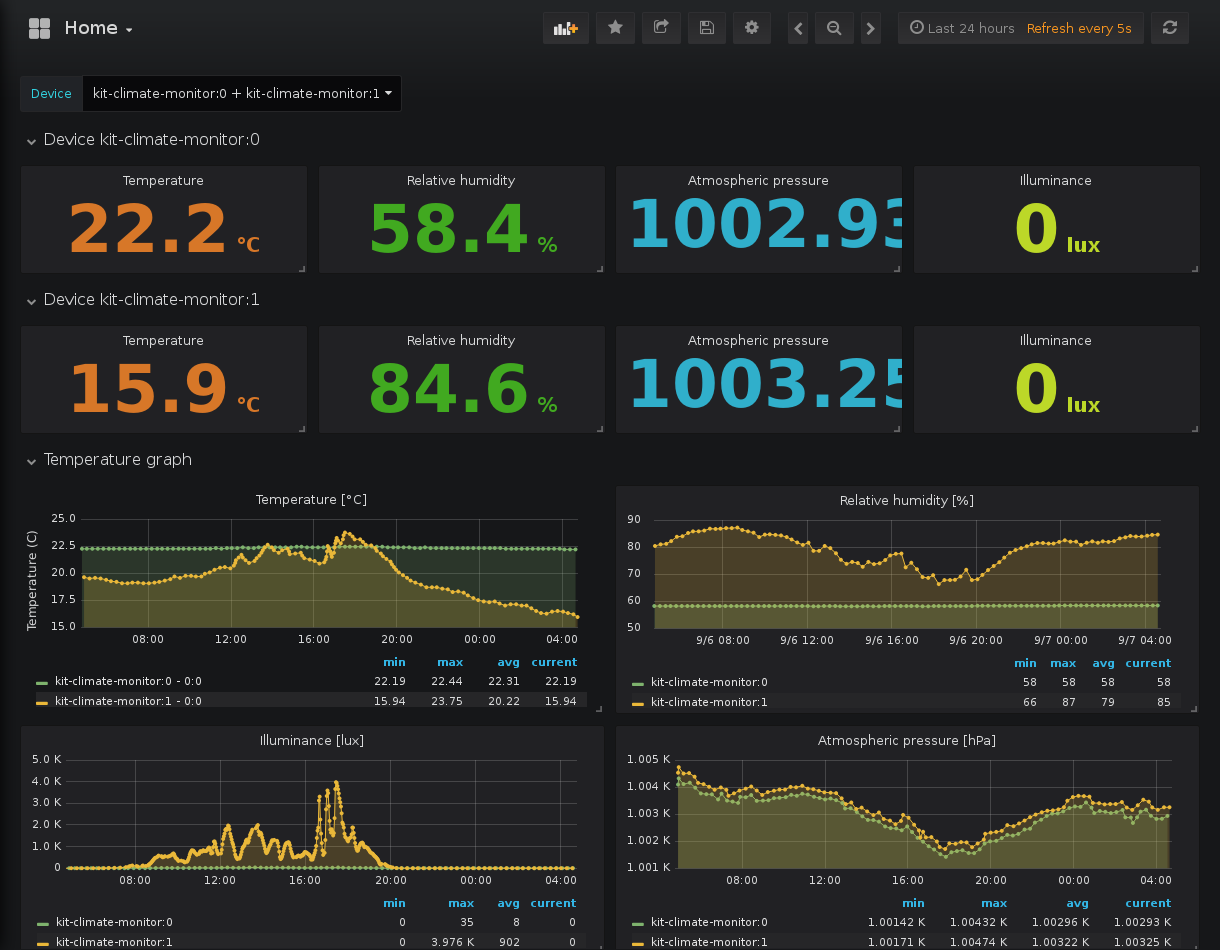 Home
Last 24 hours Refresh every 5s
Device kit-climate-monitor:0 + kit-climate-monitor:1
Device kit-climate-monitor:0
Temperature Relative humidity Atmospheric pressure Illuminance
22.2 °C 58.4 % 1002.93 0 lux
Device kit-climate-monitor:1
Temperature Relative humidity Atmospheric pressure Illuminance
15.9 °C 84.6 % 1003.25 0 lux
Temperature graph
Temperature [°C]
Temperature (C)
25.0
22.5
20.0
17.5
15.0
08:00 12:00 16:00 20:00 00:00 04:00
min max avg current
kit-climate-monitor:0 - 0:0 22.19 22.44 22.31 22.19
kit-climate-monitor:1 - 0:0 15.94 23.75 20.22 15.94
Relative humidity [%]
90
80
70
60
50
9/6 08:00 9/6 12:00 9/6 16:00 9/6 20:00 9/7 00:00 9/7 04:00
min max avg current
kit-climate-monitor:0 58 58 58 58
kit-climate-monitor:1 66 87 79 85
Illuminance [lux]
5.0 K
4.0 K
3.0 K
2.0 K
1.0 K
0
08:00 12:00 16:00 20:00 00:00 04:00
min max avg current
kit-climate-monitor:0 0 35 8 0
kit-climate-monitor:1 0 3.976 K 902 0
Atmospheric pressure [hPa]
1.005 K
1.004 K
1.003 K
1.002 K
1.001 K
08:00 12:00 16:00 20:00 00:00 04:00
min max avg current
kit-climate-monitor:0 1.00142 K 1.00432 K 1.00296 K 1.00293 K
kit-climate-monitor:1 1.00171 K 1.00474 K 1.00322 K 1.00325 K